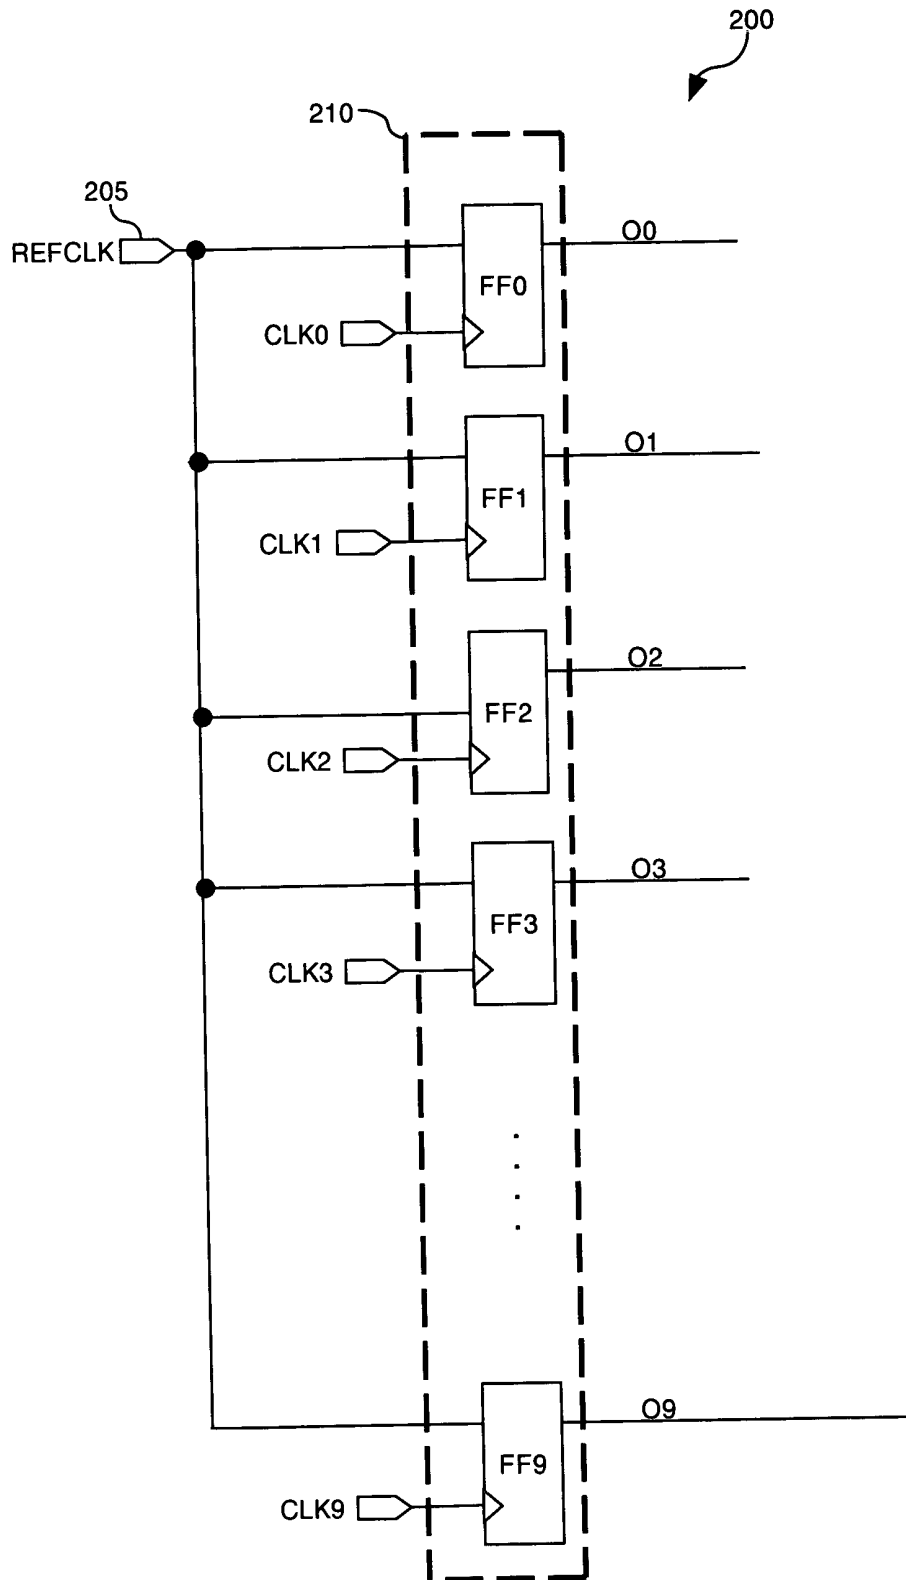 200
210
205
REFCLK
FF0
O0
CLK0
FF1
O1
CLK1
FF2
O2
CLK2
FF3
O3
CLK3
FF9
O9
CLK9